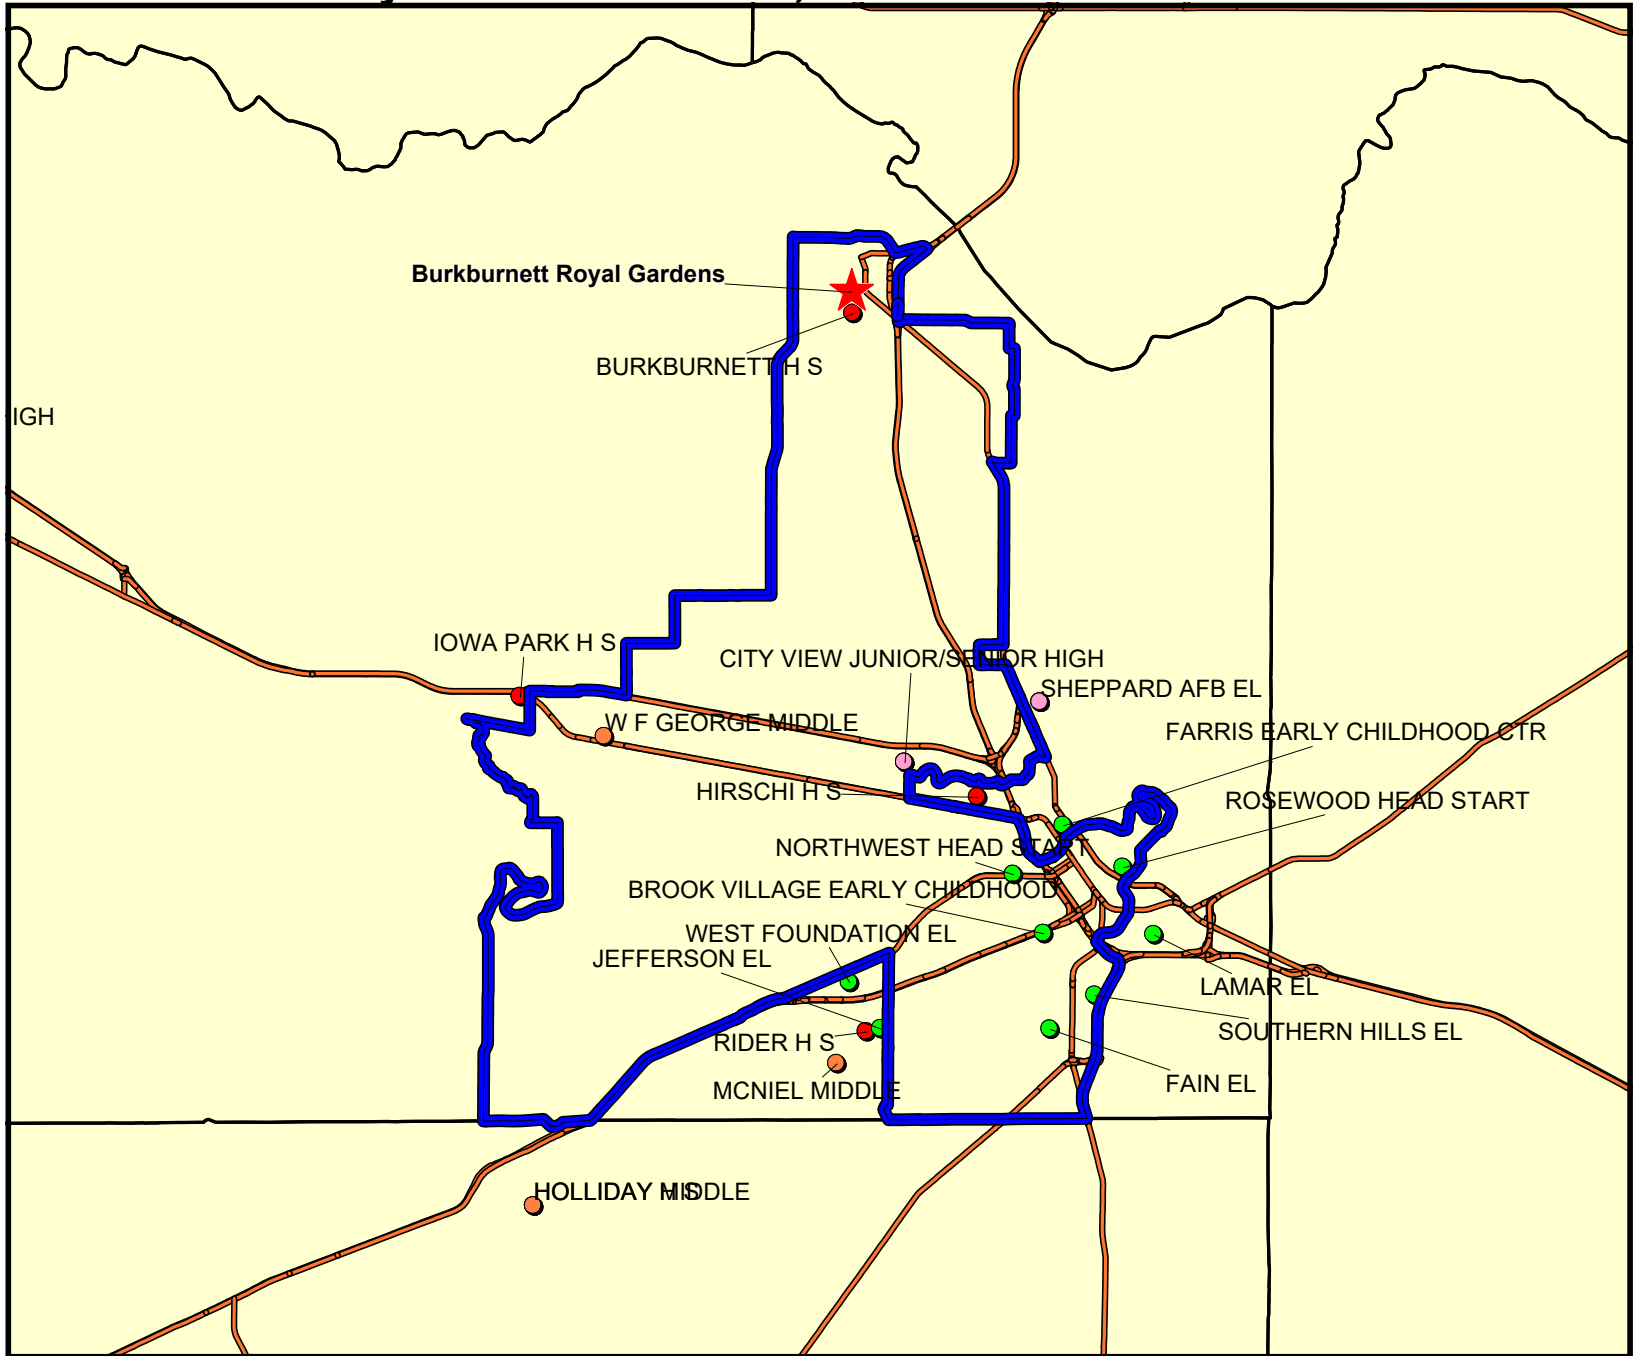 Burkburnett Royal Gardens
BURKBURNETT H S
IGH
IOWA PARK H S
CITY VIEW JUNIOR/SENIOR HIGH
SHEPPARD AFB EL
W F GEORGE MIDDLE
FARRIS EARLY CHILDHOOD CTR
HIRSCHI H S
ROSEWOOD HEAD START
NORTHWEST HEAD START
BROOK VILLAGE EARLY CHILDHOOD
WEST FOUNDATION EL
JEFFERSON EL
LAMAR EL
SOUTHERN HILLS EL
RIDER H S
FAIN EL
MCNIEL MIDDLE
HOLLIDAY MIDDLE
HOLLIDAY H S